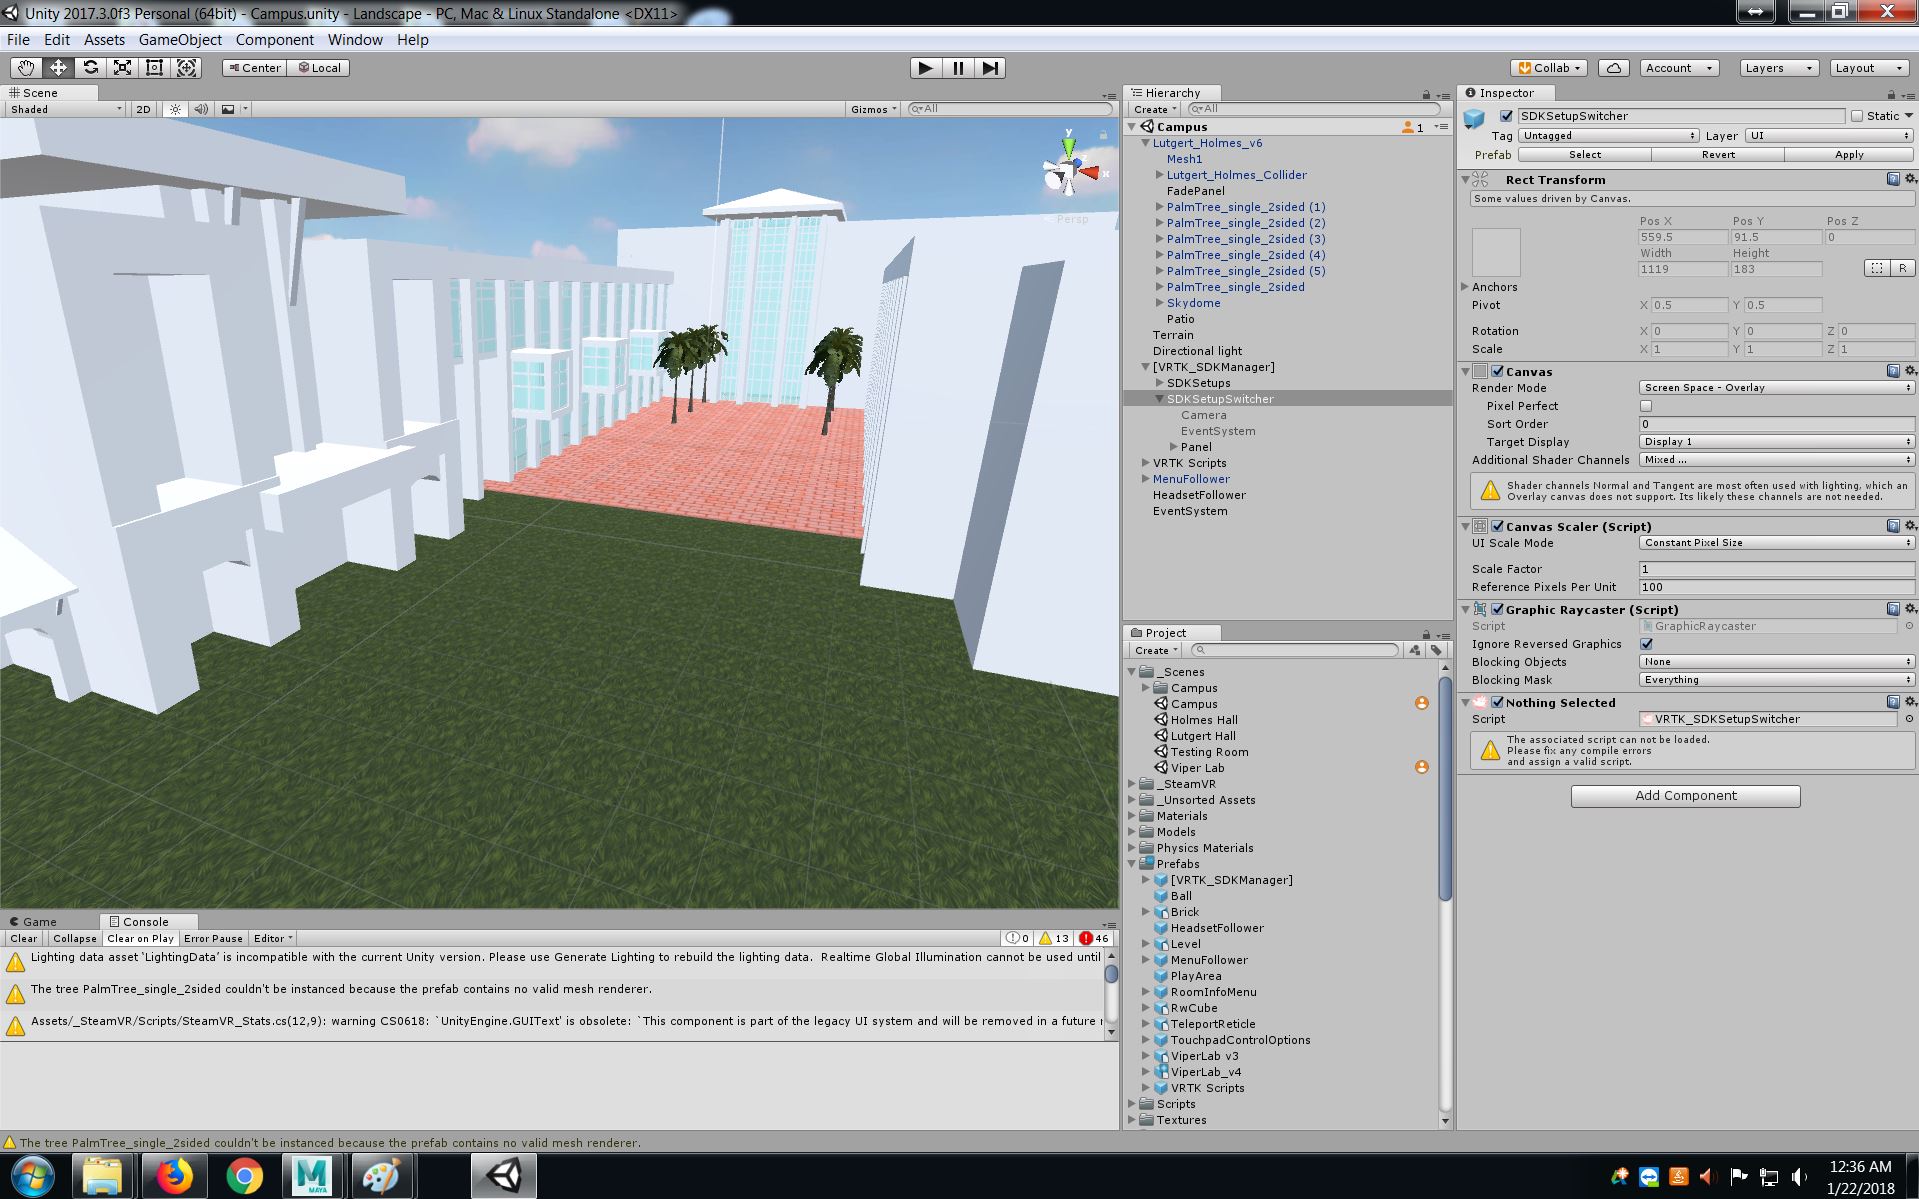 Unity 2017.3.0f3 Personal (64bit) - Campus.unity - Landscape - PC, Mac & Linux Standalone <DX11>
File Edit Assets GameObject Component Window Help
Center Local Collab Account Layers Layout
Scene
Shaded 2D Gizmos All
y
x
Persp
Hierarchy
Create All
Campus 1
Lutgert_Holmes_v6
Mesh1
Lutgert_Holmes_Collider
FadePanel
PalmTree_single_2sided (1)
PalmTree_single_2sided (2)
PalmTree_single_2sided (3)
PalmTree_single_2sided (4)
PalmTree_single_2sided (5)
PalmTree_single_2sided
Skydome
Patio
Terrain
Directional light
[VRTK_SDKManager]
SDKSetups
SDKSetupSwitcher
Camera
EventSystem
Panel
VRTK Scripts
MenuFollower
HeadsetFollower
EventSystem
Project
Create
_Scenes
Campus
Campus
Holmes Hall
Lutgert Hall
Testing Room
Viper Lab
_SteamVR
_Unsorted Assets
Materials
Models
Physics Materials
Prefabs
[VRTK_SDKManager]
Ball
Brick
HeadsetFollower
Level
MenuFollower
PlayArea
RoomInfoMenu
RwCube
TeleportReticle
TouchpadControlOptions
ViperLab v3
ViperLab_v4
VRTK Scripts
Scripts
Textures
Inspector
SDKSetupSwitcher Static
Tag Untagged Layer UI
Prefab Select Revert Apply
Rect Transform
Some values driven by Canvas.
Pos X Pos Y Pos Z
559.5 91.5 0
Width Height
1119 183 R
Anchors
Pivot X 0.5 Y 0.5
Rotation X 0 Y 0 Z 0
Scale X 1 Y 1 Z 1
Canvas
Render Mode Screen Space - Overlay
Pixel Perfect
Sort Order 0
Target Display Display 1
Additional Shader Channels Mixed ...
Shader channels Normal and Tangent are most often used with lighting, which an
Overlay canvas does not support. Its likely these channels are not needed.
Canvas Scaler (Script)
UI Scale Mode Constant Pixel Size
Scale Factor 1
Reference Pixels Per Unit 100
Graphic Raycaster (Script)
Script GraphicRaycaster
Ignore Reversed Graphics
Blocking Objects None
Blocking Mask Everything
Nothing Selected
Script VRTK_SDKSetupSwitcher
The associated script can not be loaded.
Please fix any compile errors
and assign a valid script.
Add Component
Game Console
Clear Collapse Clear on Play Error Pause Editor 0 13 46
Lighting data asset 'LightingData' is incompatible with the current Unity version. Please use Generate Lighting to rebuild the lighting data. Realtime Global Illumination cannot be used until
The tree PalmTree_single_2sided couldn't be instanced because the prefab contains no valid mesh renderer.
Assets/_SteamVR/Scripts/SteamVR_Stats.cs(12,9): warning CS0618: `UnityEngine.GUIText' is obsolete: `This component is part of the legacy UI system and will be removed in a future
The tree PalmTree_single_2sided couldn't be instanced because the prefab contains no valid mesh renderer.
MAYA
12:36 AM
1/22/2018